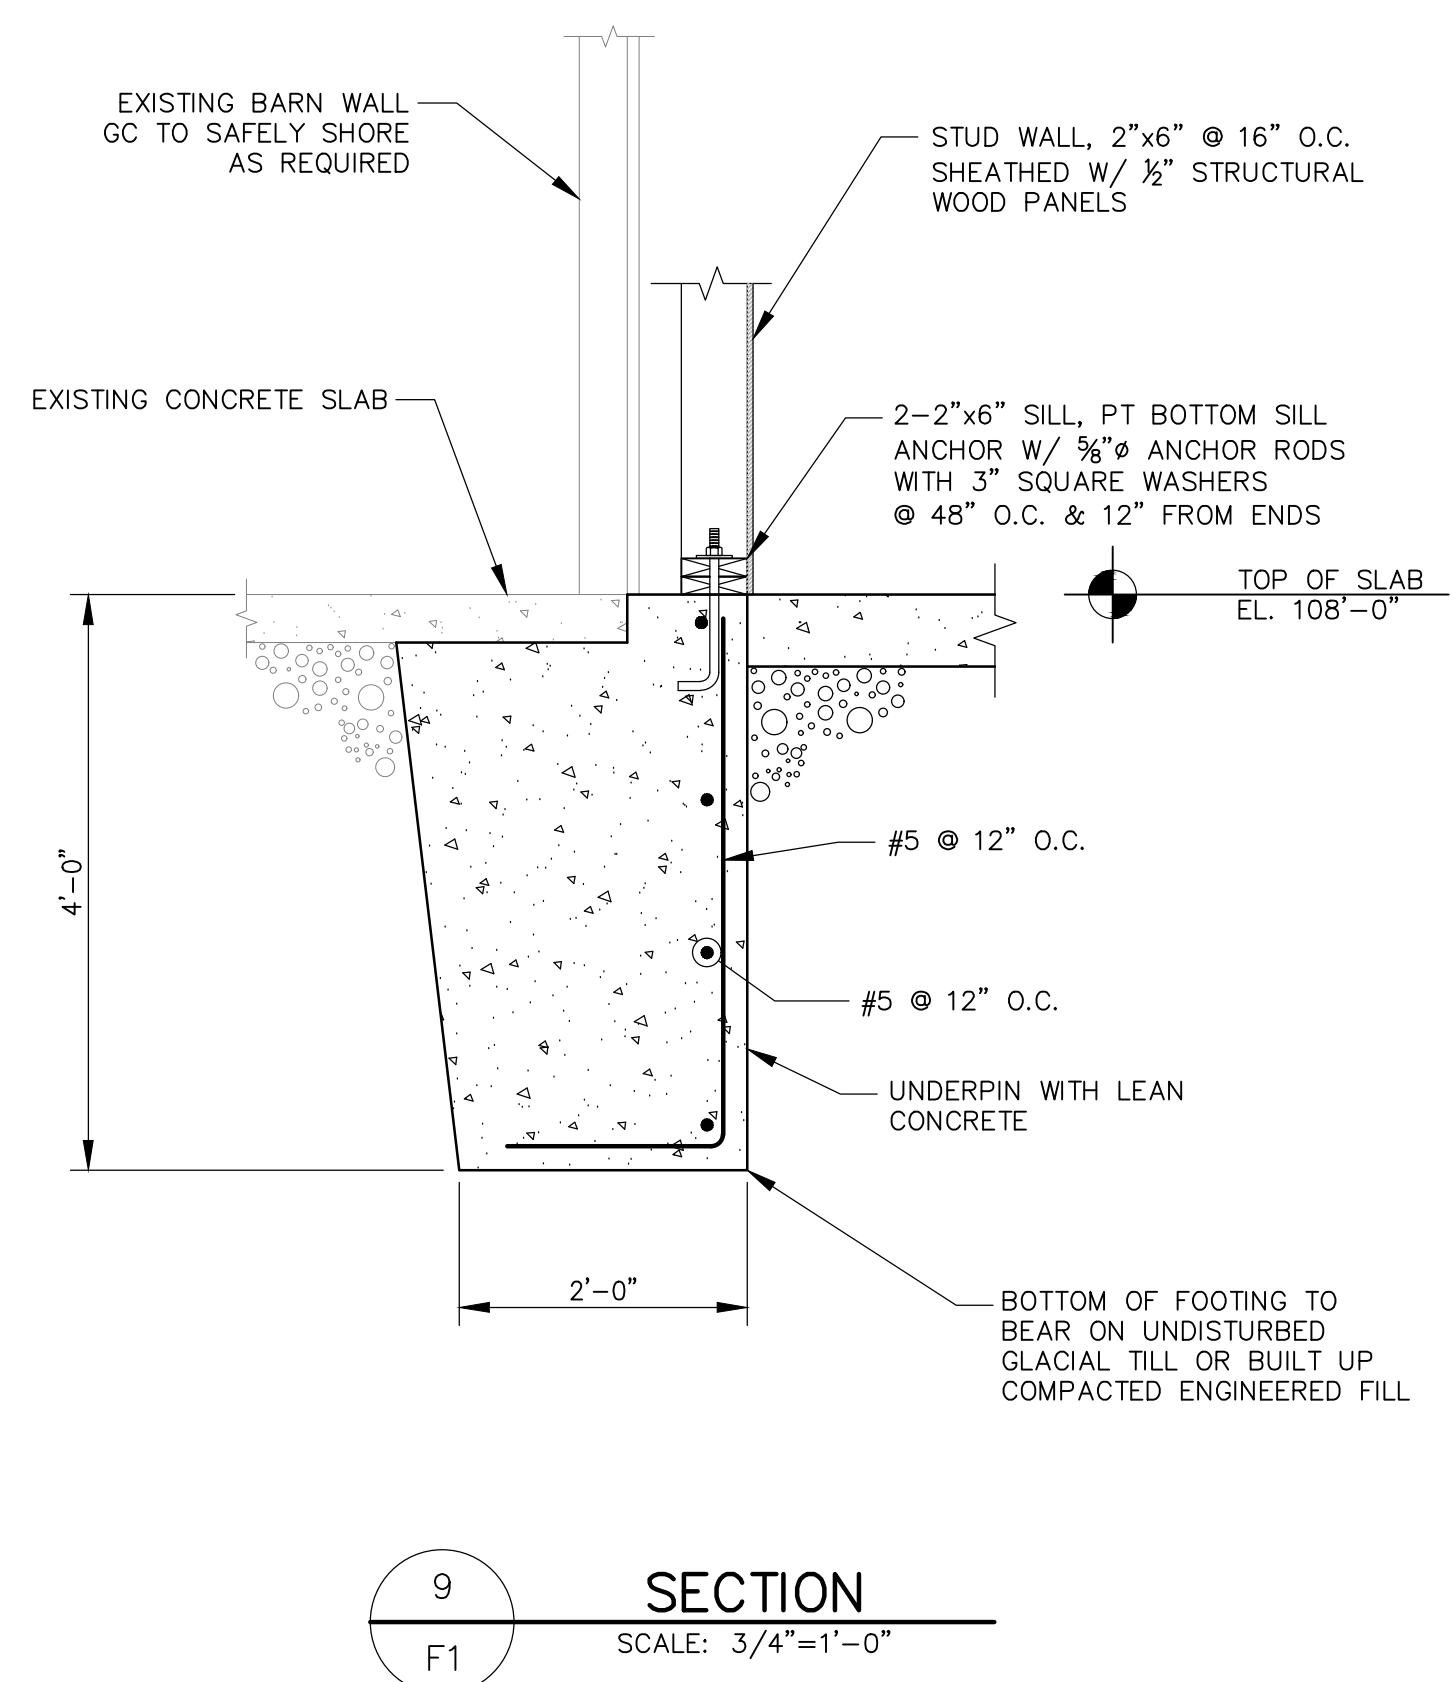 EXISTING BARN WALL
GC TO SAFELY SHORE
AS REQUIRED
STUD WALL, 2"x6" @ 16" O.C.
SHEATHED W/ ½" STRUCTURAL
WOOD PANELS
EXISTING CONCRETE SLAB
2-2"x6" SILL, PT BOTTOM SILL
ANCHOR W/ ⅝"ø ANCHOR RODS
WITH 3" SQUARE WASHERS
@ 48" O.C. & 12" FROM ENDS
TOP OF SLAB
EL. 108'-0"
4'-0"
#5 @ 12" O.C.
#5 @ 12" O.C.
UNDERPIN WITH LEAN
CONCRETE
2'-0"
BOTTOM OF FOOTING TO
BEAR ON UNDISTURBED
GLACIAL TILL OR BUILT UP
COMPACTED ENGINEERED FILL
9
F1
SECTION
SCALE: 3/4"=1'-0"